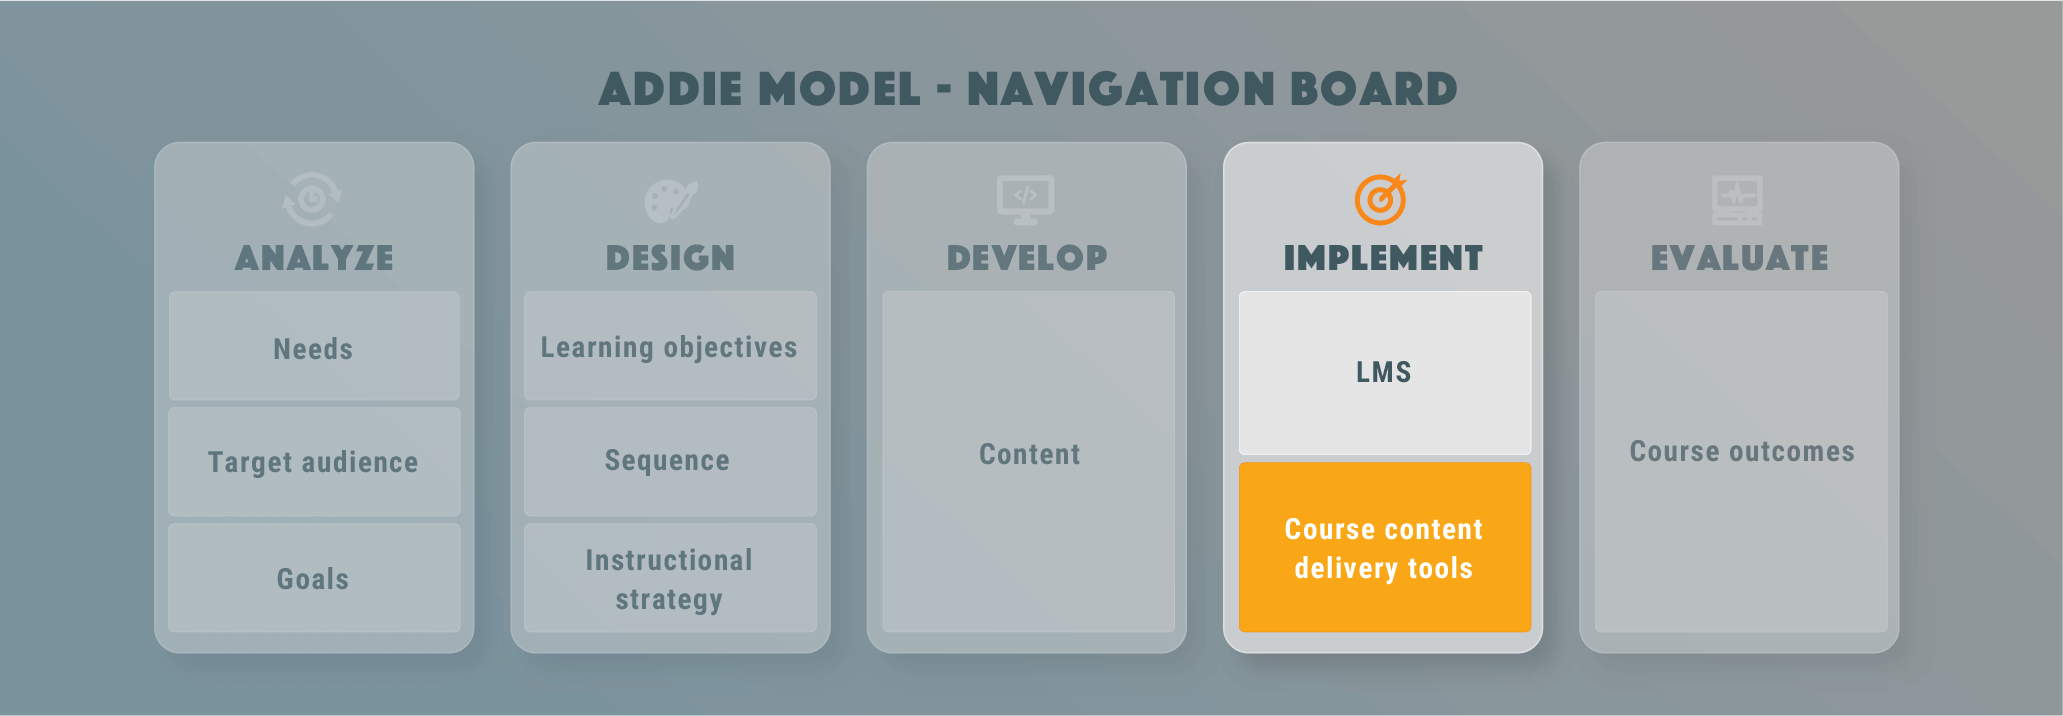 ADDIE MODEL - NAVIGATION BOARD
ANALYZE
Needs
Target audience
Goals
DESIGN
Learning objectives
Sequence
Instructional
strategy
DEVELOP
</>
Content
IMPLEMENT
LMS
Course content
delivery tools
EVALUATE
Course outcomes